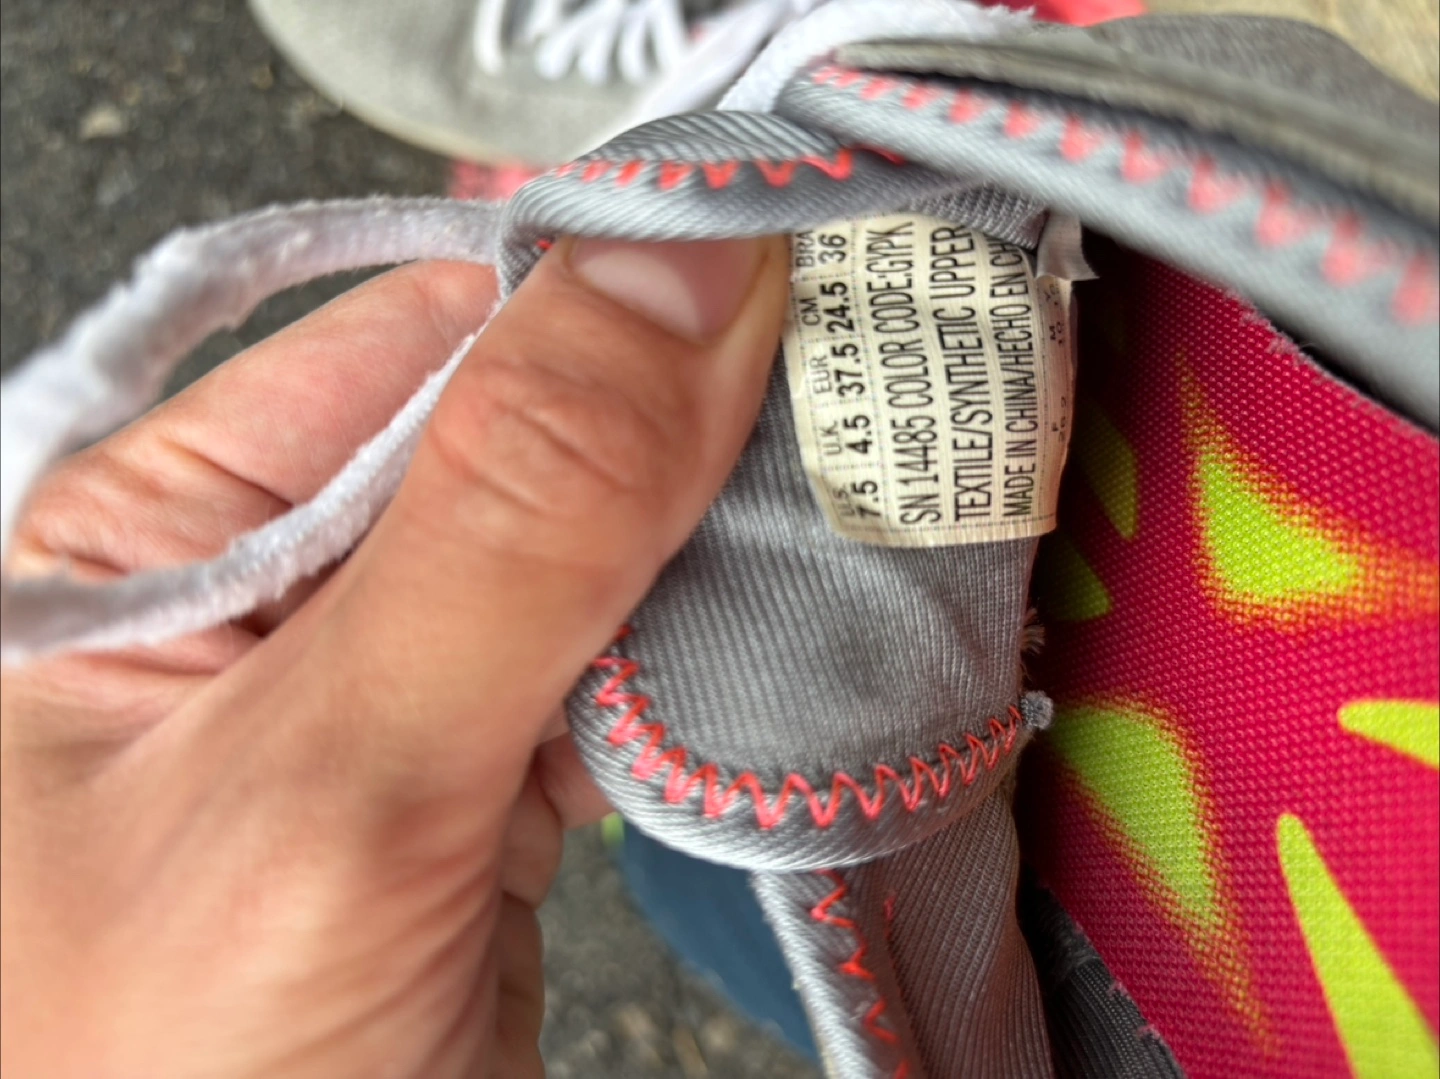 US UK EUR CM BRA
7.5 4.5 37.5 24.5 36
SN 14485 COLOR CODE:GYPK
TEXTILE/SYNTHETIC UPPER
MADE IN CHINA/HECHO EN CH